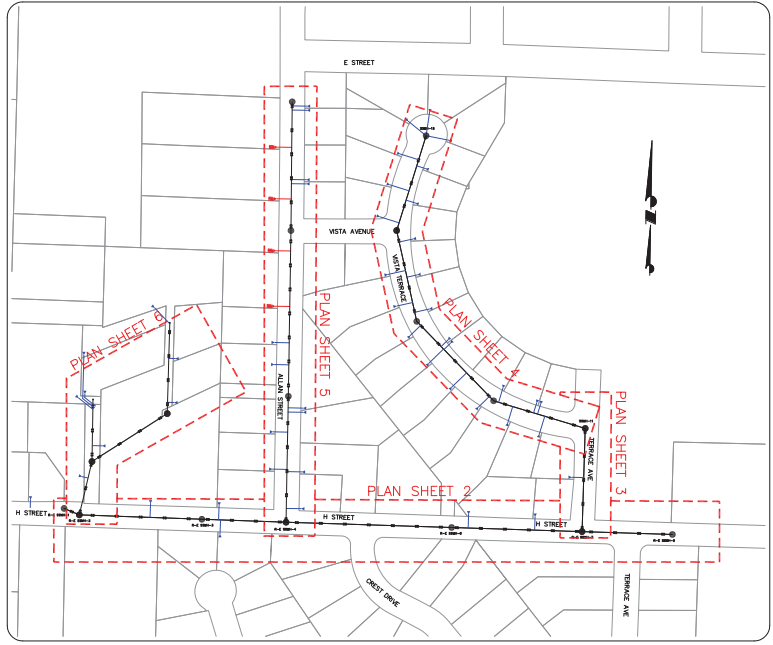 E STREET
VISTA AVENUE
VISTA TERRACE
PLAN SHEET 6
PLAN SHEET 5
PLAN SHEET 4
ALLAN STREET
PLAN SHEET 3
TERRACE AVE
PLAN SHEET 2
H STREET
H STREET
H STREET
CREST DRIVE
TERRACE AVE